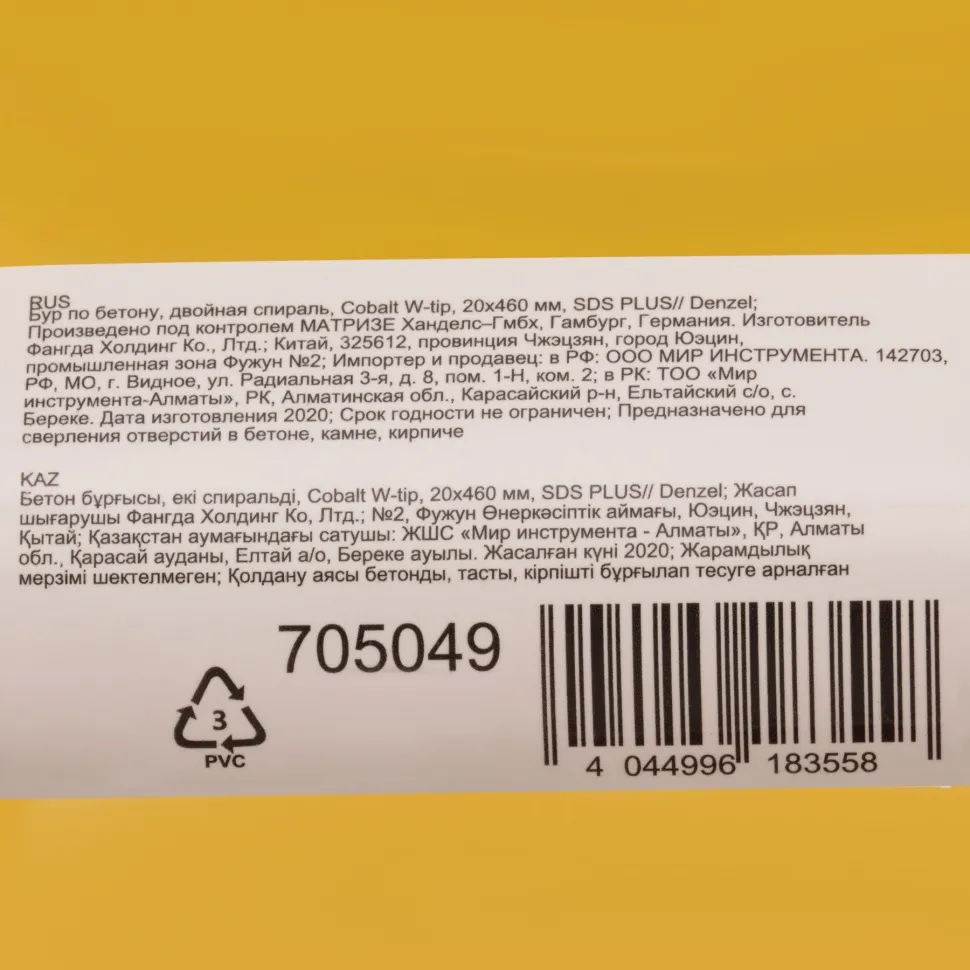 RUS
Бур по бетону, двойная спираль, Cobalt W-tip, 20x460 мм, SDS PLUS// Denzel;
Произведено под контролем МАТРИЗЕ Ханделс–Гмбх, Гамбург, Германия. Изготовитель
Фангда Холдинг Ко., Лтд.; Китай, 325612, провинция Чжэцзян, город Юэцин,
промышленная зона Фужун №2; Импортер и продавец: в РФ: ООО МИР ИНСТРУМЕНТА. 142703,
РФ, МО, г. Видное, ул. Радиальная 3-я, д. 8, пом. 1-Н, ком. 2; в РК: ТОО «Мир
инструмента-Алматы», РК, Алматинская обл., Карасайский р-н, Ельтайский с/о, с.
Береке. Дата изготовления 2020; Срок годности не ограничен; Предназначено для
сверления отверстий в бетоне, камне, кирпиче
KAZ
Бетон бұрғысы, екі спиральді, Cobalt W-tip, 20x460 мм, SDS PLUS// Denzel; Жасап
шығарушы Фангда Холдинг Ко, Лтд.; №2, Фужун Өнеркәсіптік аймағы, Юэцин, Чжэцзян,
Қытай; Қазақстан аумағындағы сатушы: ЖШС «Мир инструмента - Алматы», ҚР, Алматы
обл., Қарасай ауданы, Елтай а/о, Береке ауылы. Жасалған күні 2020; Жарамдылық
мерзімі шектелмеген; Қолдану аясы бетонды, тасты, кірпішті бұрғылап тесуге арналған
705049
3
PVC
4 044996 183558